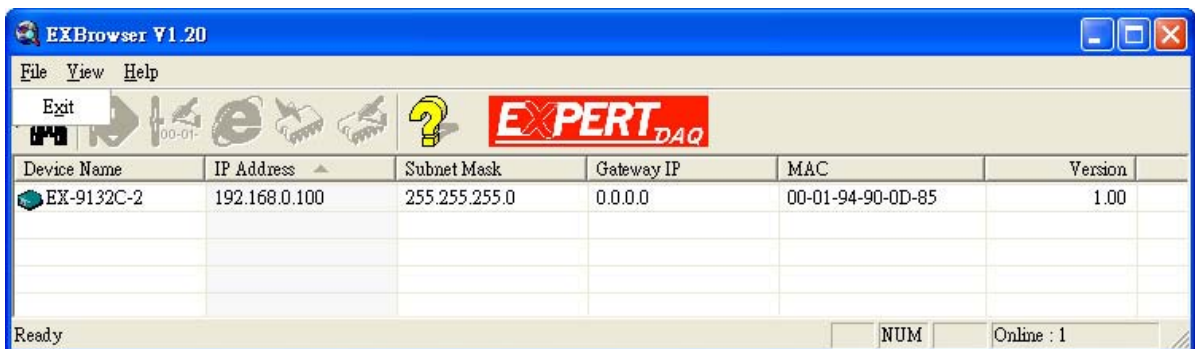 EXBrowser V1.20
File View Help
Exit
00-01-
EXPERT DAQ
Device Name IP Address Subnet Mask Gateway IP MAC Version
EX-9132C-2 192.168.0.100 255.255.255.0 0.0.0.0 00-01-94-90-0D-85 1.00
Ready NUM Online : 1